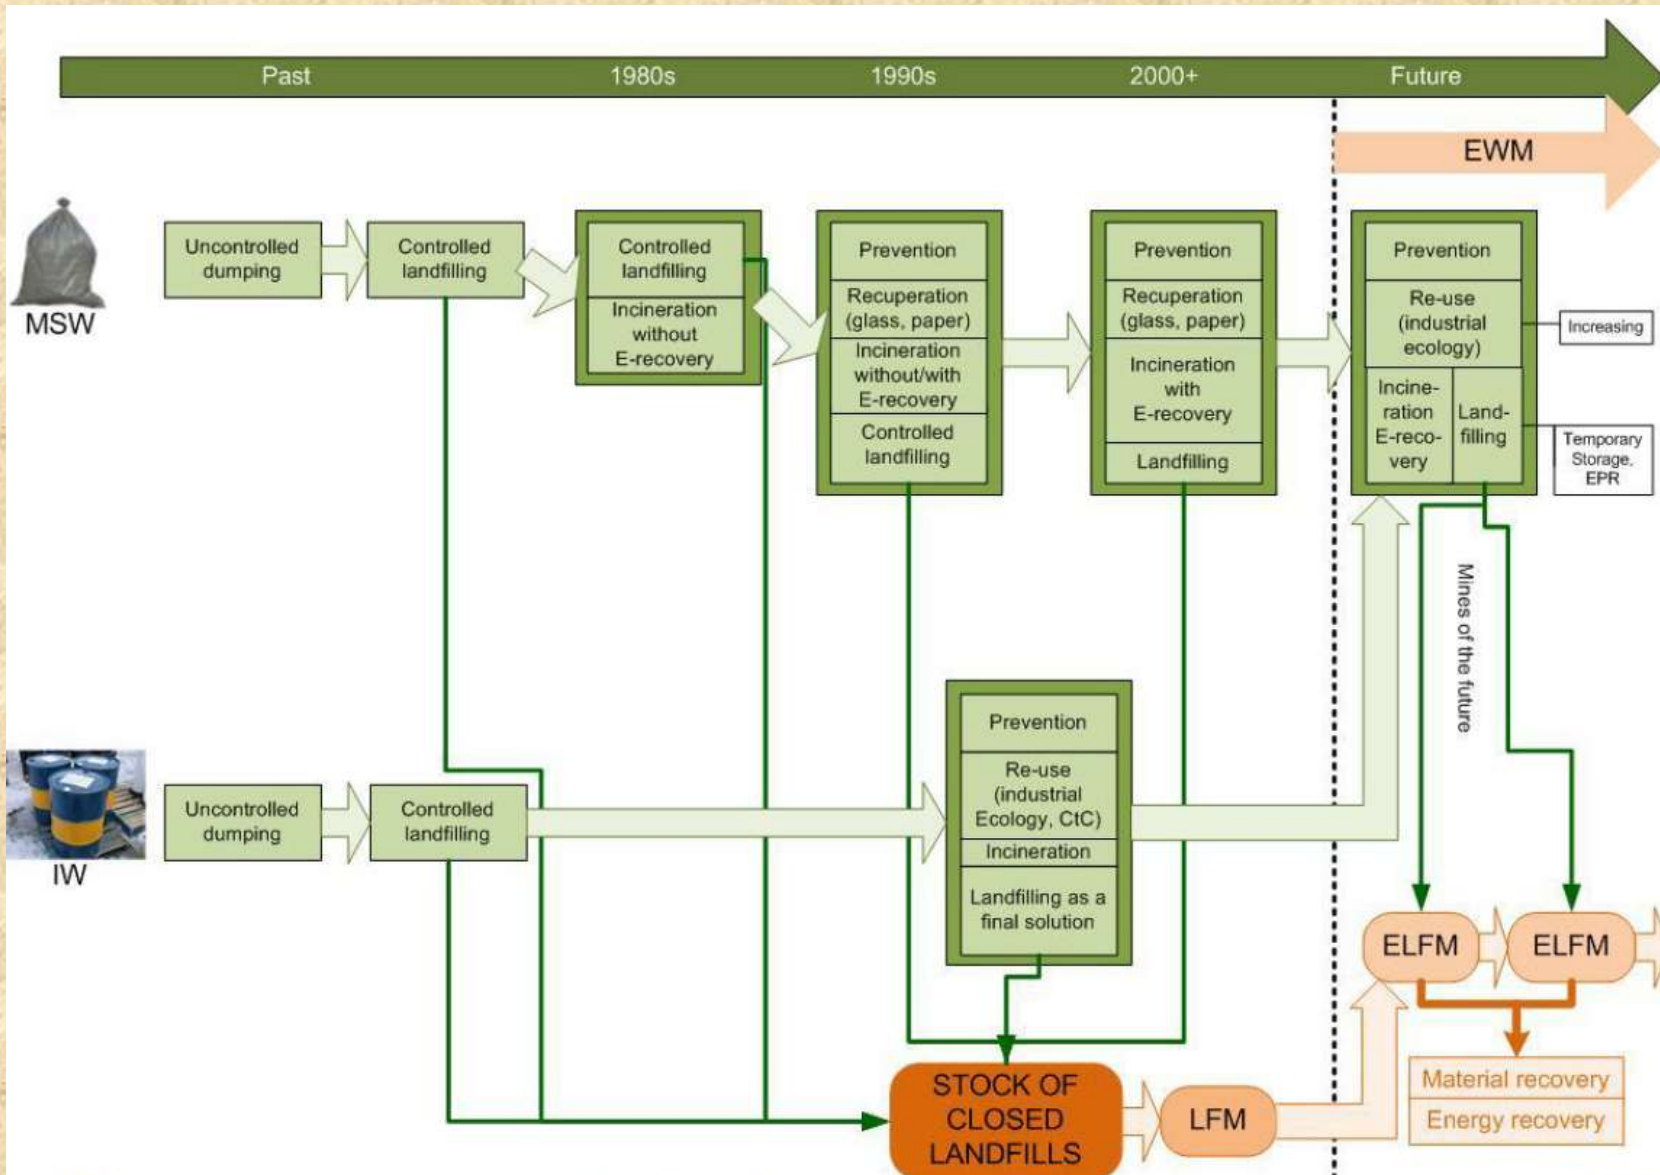 Past
1980s
1990s
2000+
Future
EWM
MSW
Uncontrolled
dumping
Controlled
landfilling
Controlled
landfilling
Incineration
without
E-recovery
Prevention
Recuperation
(glass, paper)
Incineration
without/with
E-recovery
Controlled
landfilling
Prevention
Recuperation
(glass, paper)
Incineration
with
E-recovery
Landfilling
Prevention
Re-use
(industrial
ecology)
Incine-
ration
E-reco-
very
Land-
filling
Increasing
Temporary
Storage,
EPR
Mines of the future
IW
Uncontrolled
dumping
Controlled
landfilling
Prevention
Re-use
(industrial
Ecology, CtC)
Incineration
Landfilling as a
final solution
STOCK OF
CLOSED
LANDFILLS
LFM
ELFM
ELFM
Material recovery
Energy recovery